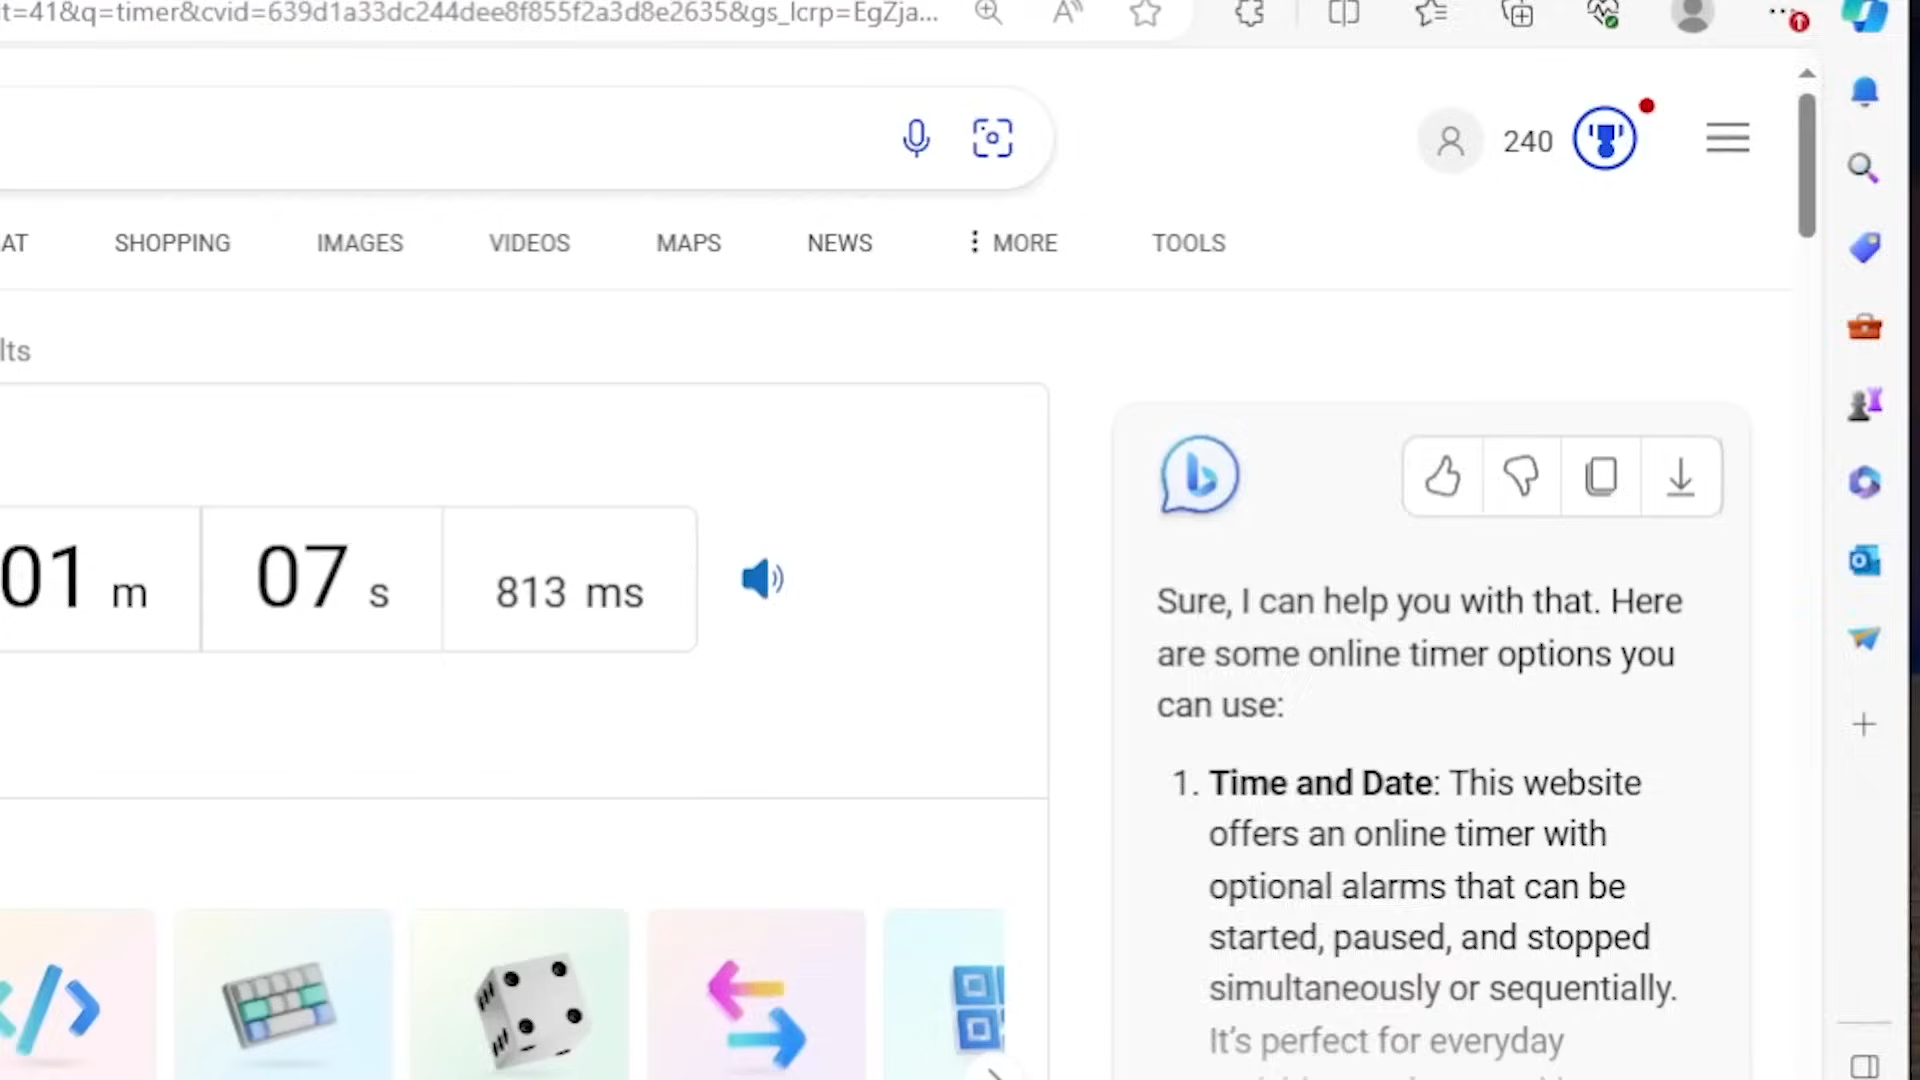 it=41&q=timer&cvid=639d1a33dc244dee8f855f2a3d8e2635&gs_lcrp=EgZja...
240
AT SHOPPING IMAGES VIDEOS MAPS NEWS MORE TOOLS
lts
01 m 07 s 813 ms
Sure, I can help you with that. Here
are some online timer options you
can use:
1. Time and Date: This website
offers an online timer with
optional alarms that can be
started, paused, and stopped
simultaneously or sequentially.
It’s perfect for everyday